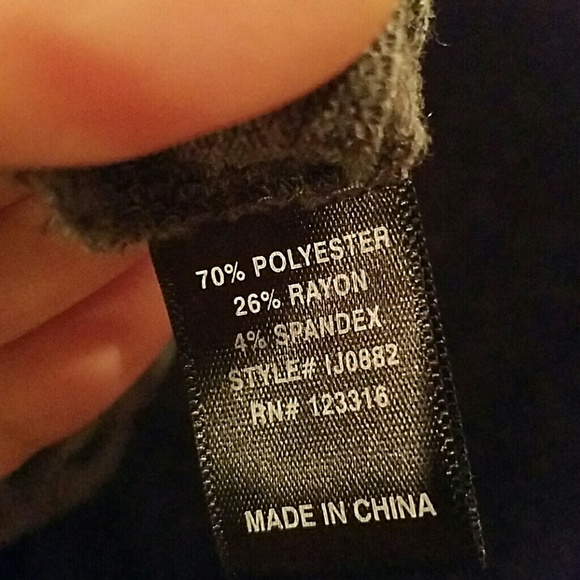 70% POLYESTER
26% RAYON
4% SPANDEX
STYLE# IJ0882
RN# 123316
MADE IN CHINA